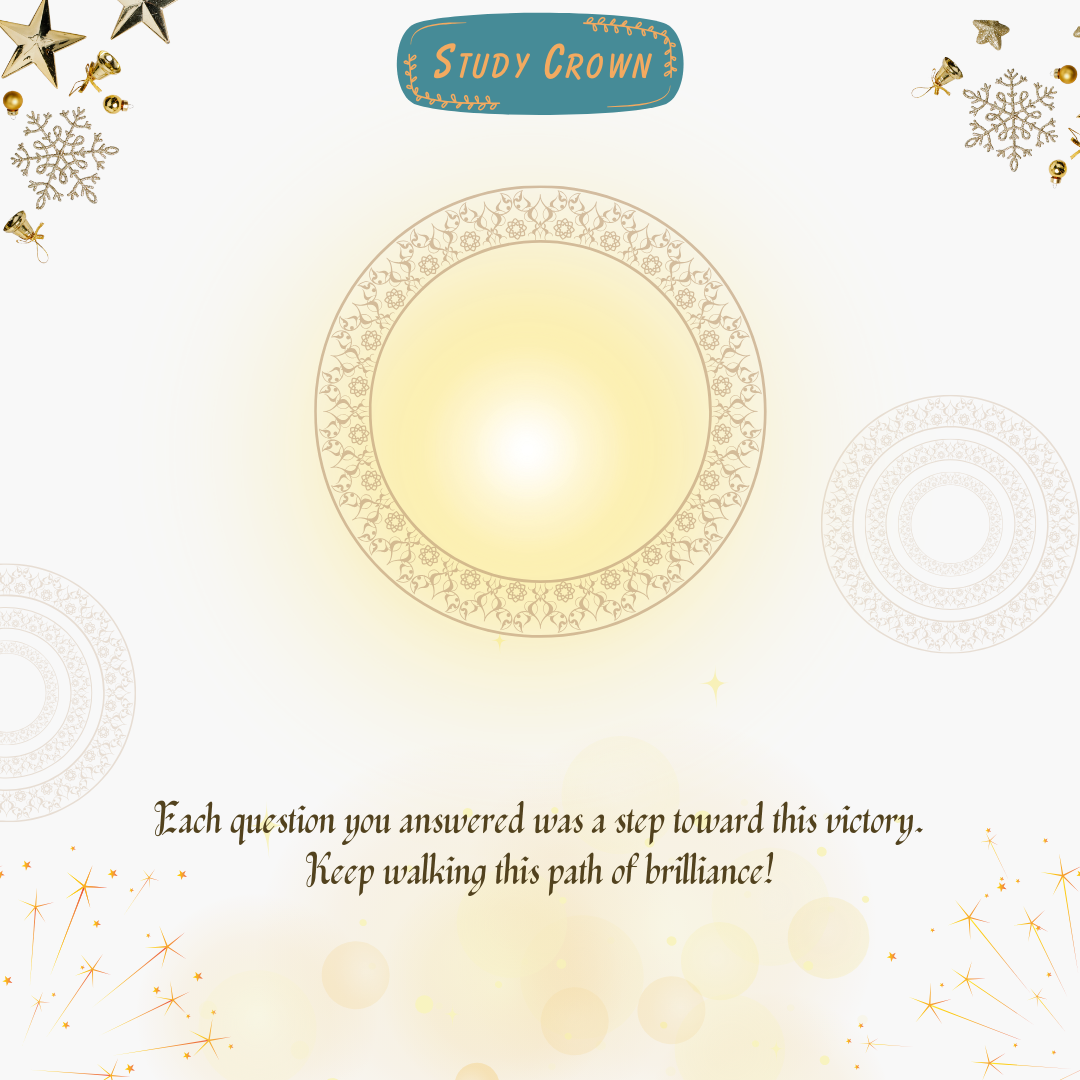 Study Crown
Each question you answered was a step toward this victory.
Keep walking this path of brilliance!